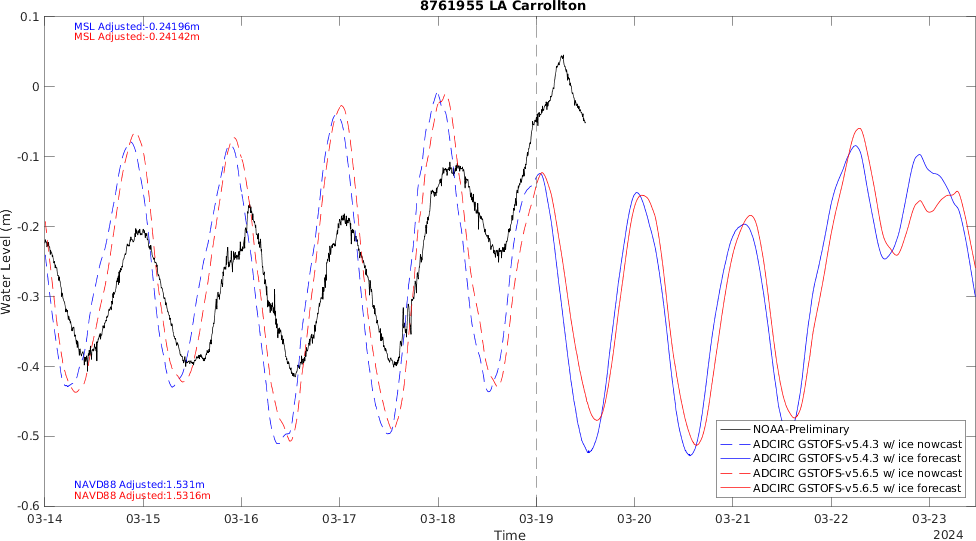 8761955 LA Carrollton
MSL Adjusted:-0.24196m
MSL Adjusted:-0.24142m
0.1
0
-0.1
-0.2
-0.3
-0.4
-0.5
-0.6
Water Level (m)
NAVD88 Adjusted:1.531m
NAVD88 Adjusted:1.5316m
NOAA-Preliminary
ADCIRC GSTOFS-v5.4.3 w/ ice nowcast
ADCIRC GSTOFS-v5.4.3 w/ ice forecast
ADCIRC GSTOFS-v5.6.5 w/ ice nowcast
ADCIRC GSTOFS-v5.6.5 w/ ice forecast
03-14 03-15 03-16 03-17 03-18 03-19 03-20 03-21 03-22 03-23
Time
2024